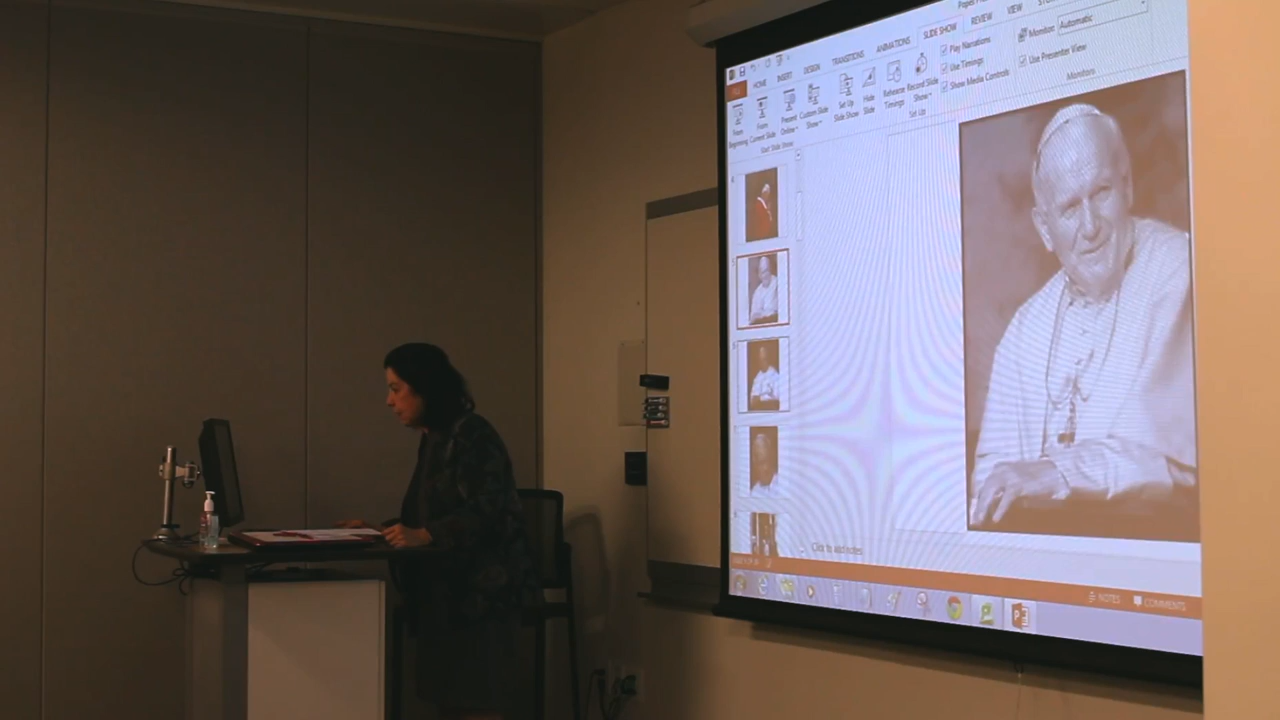 FILE HOME INSERT DESIGN TRANSITIONS ANIMATIONS SLIDE SHOW REVIEW VIEW
From Beginning
From Current Slide
Present Online
Custom Slide Show
Set Up Slide Show
Hide Slide
Rehearse Timings
Record Slide Show
Play Narrations
Use Timings
Show Media Controls
Monitor: Automatic
Use Presenter View
Start Slide Show
Set Up
Monitors
Click to add notes
NOTES COMMENTS